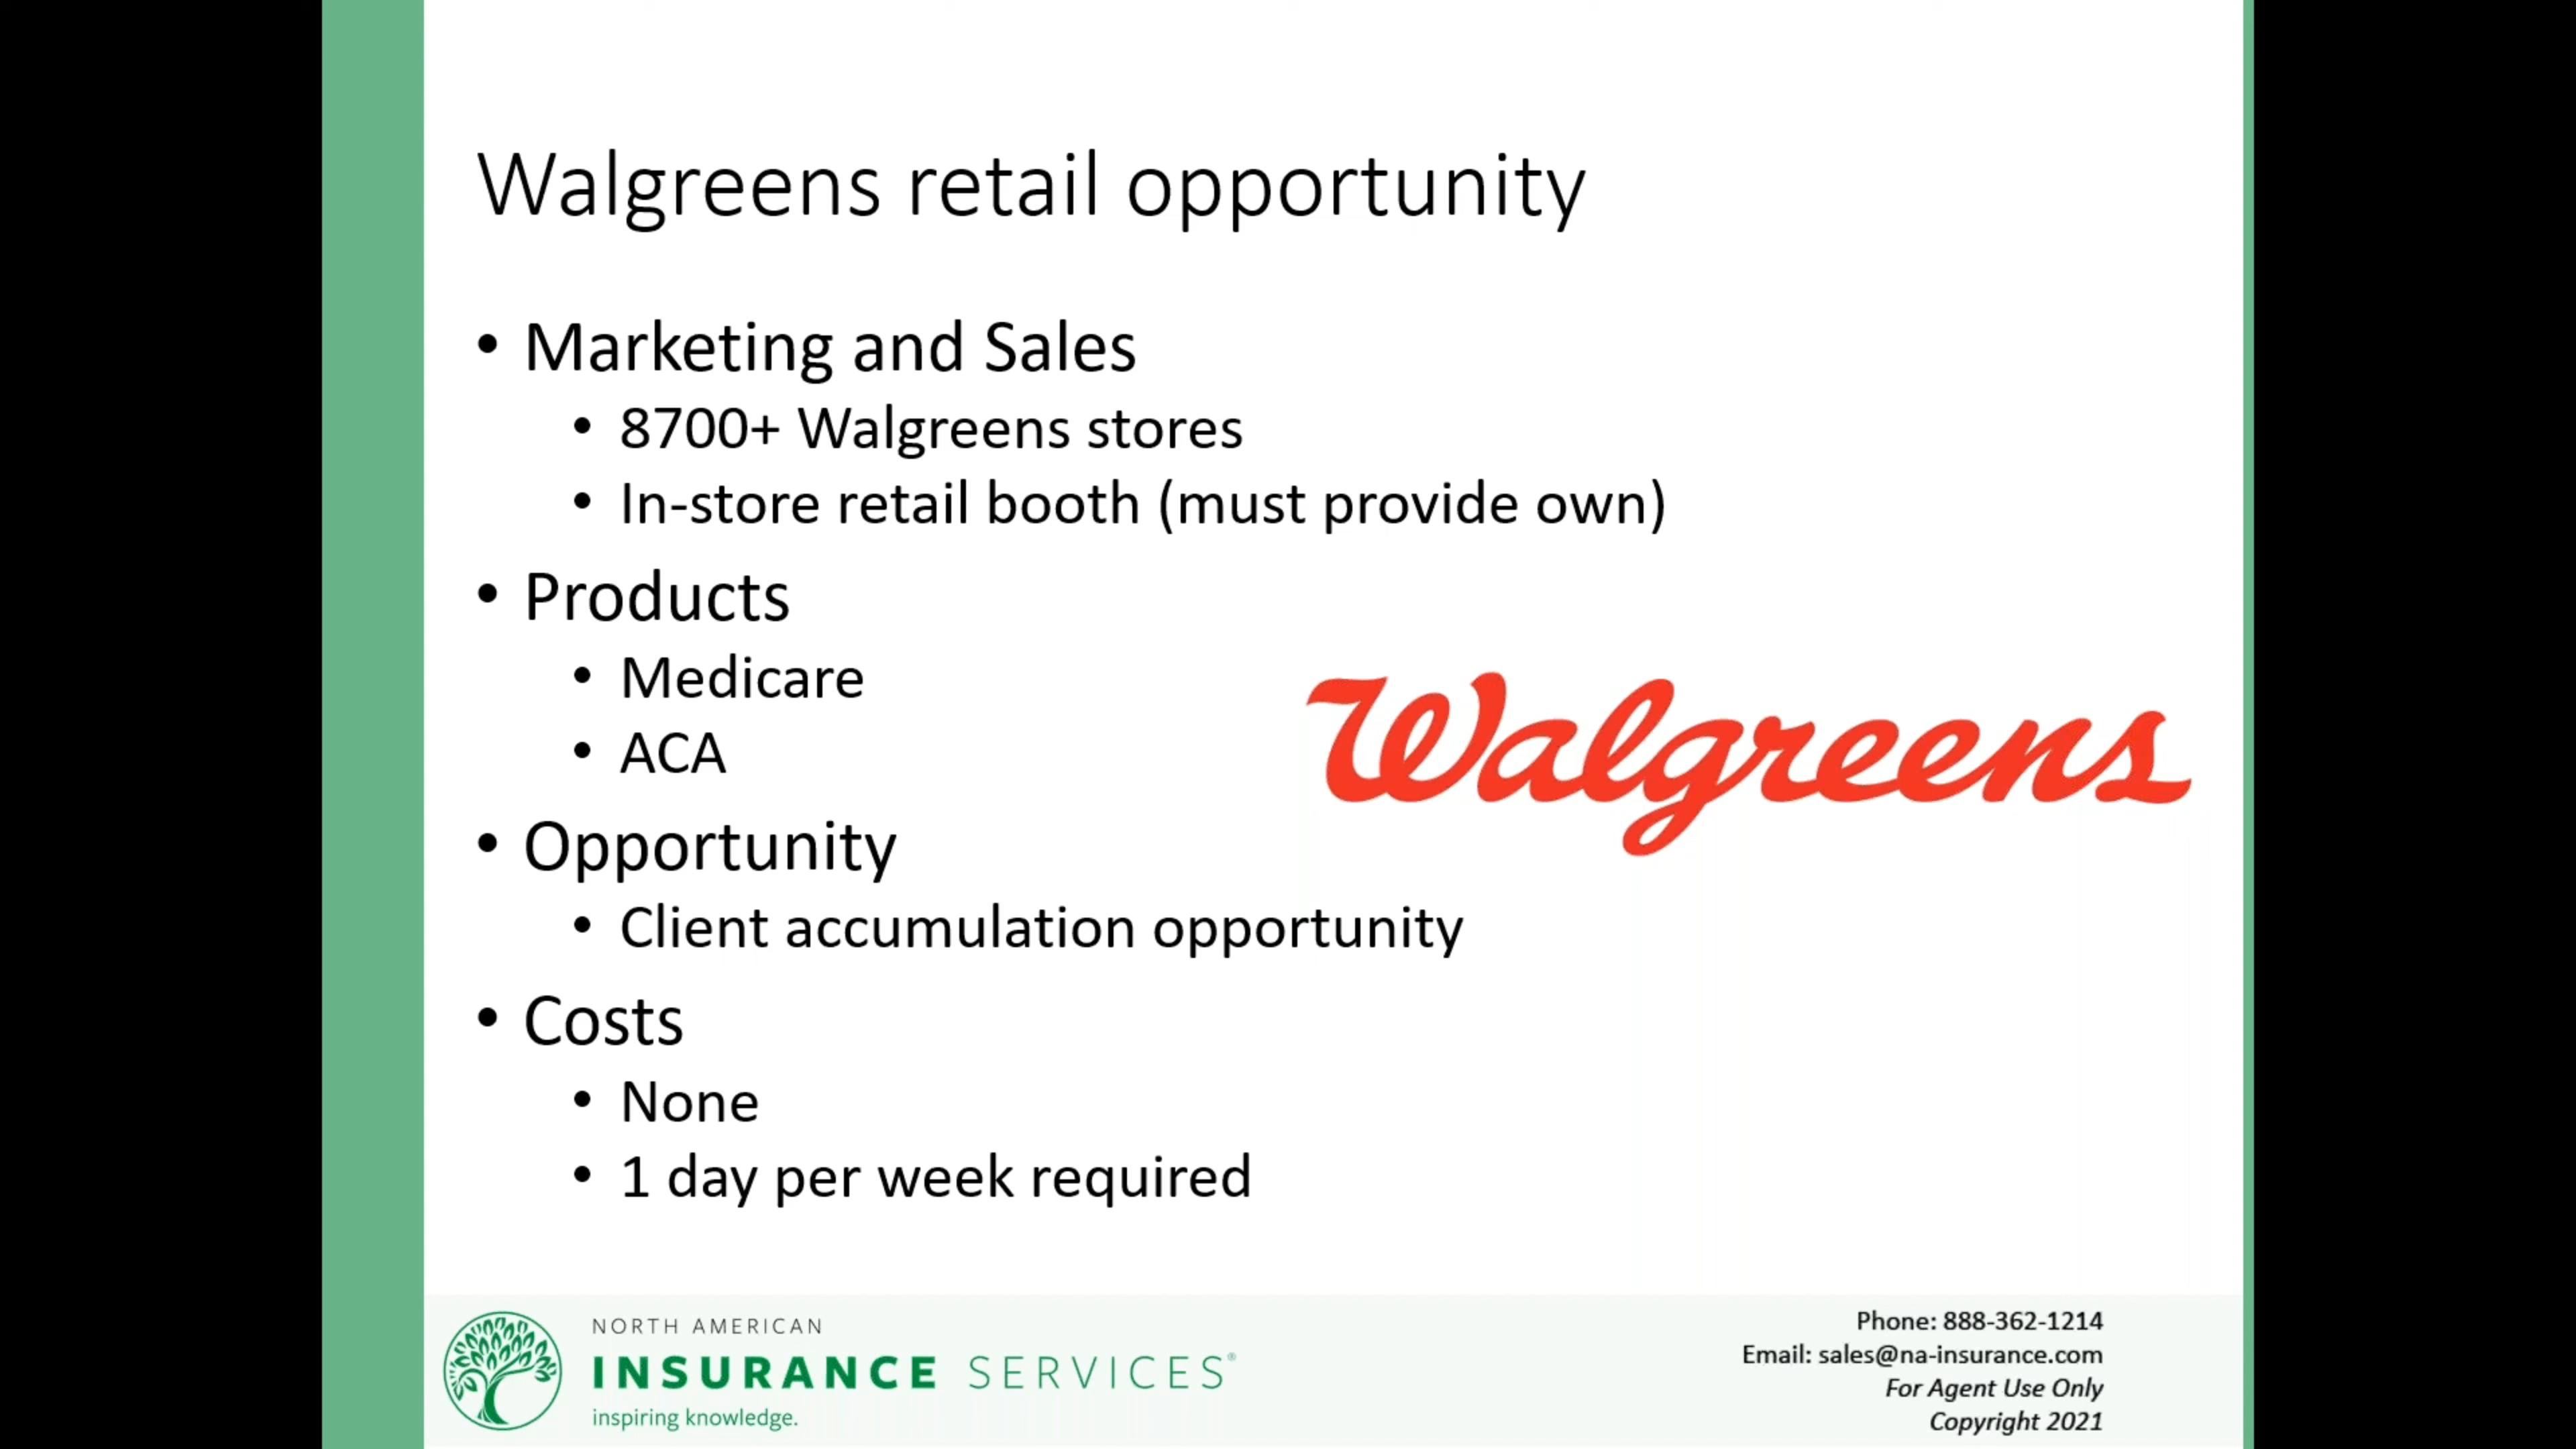 Walgreens retail opportunity
• Marketing and Sales
• 8700+ Walgreens stores
• In-store retail booth (must provide own)
• Products
• Medicare
• ACA
Walgreens
• Opportunity
• Client accumulation opportunity
• Costs
• None
• 1 day per week required
NORTH AMERICAN
INSURANCE SERVICES®
inspiring knowledge.
Phone: 888-362-1214
Email: sales@na-insurance.com
For Agent Use Only
Copyright 2021